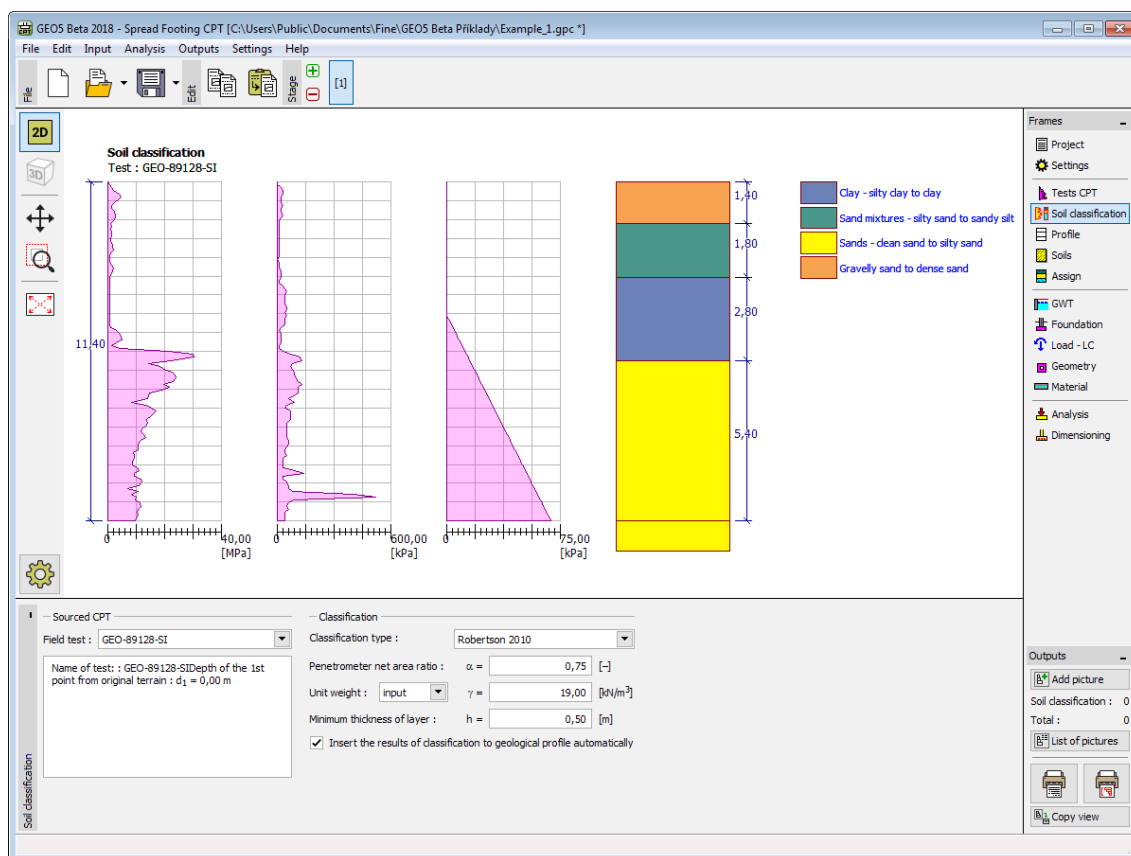 GEO5 Beta 2018 - Spread Footing CPT [C:\Users\Public\Documents\Fine\GEO5 Beta Příklady\Example_1.gpc *]
File Edit Input Analysis Outputs Settings Help
File
Edit
Stage
[1]
2D
3D
Soil classification
Test : GEO-89128-SI
11,40
0
40,00
[MPa]
0
600,00
[kPa]
0
75,00
[kPa]
1,40
1,80
2,80
5,40
Clay - silty clay to clay
Sand mixtures - silty sand to sandy silt
Sands - clean sand to silty sand
Gravelly sand to dense sand
Frames
Project
Settings
Tests CPT
Soil classification
Profile
Soils
Assign
GWT
Foundation
Load - LC
Geometry
Material
Analysis
Dimensioning
Soil classification
Sourced CPT
Field test : GEO-89128-SI
Name of test: : GEO-89128-SIDepth of the 1st
point from original terrain : d1 = 0,00 m
Classification
Classification type : Robertson 2010
Penetrometer net area ratio : α = 0,75 [–]
Unit weight : input γ = 19,00 [kN/m³]
Minimum thickness of layer : h = 0,50 [m]
Insert the results of classification to geological profile automatically
Outputs
Add picture
Soil classification : 0
Total : 0
List of pictures
Copy view